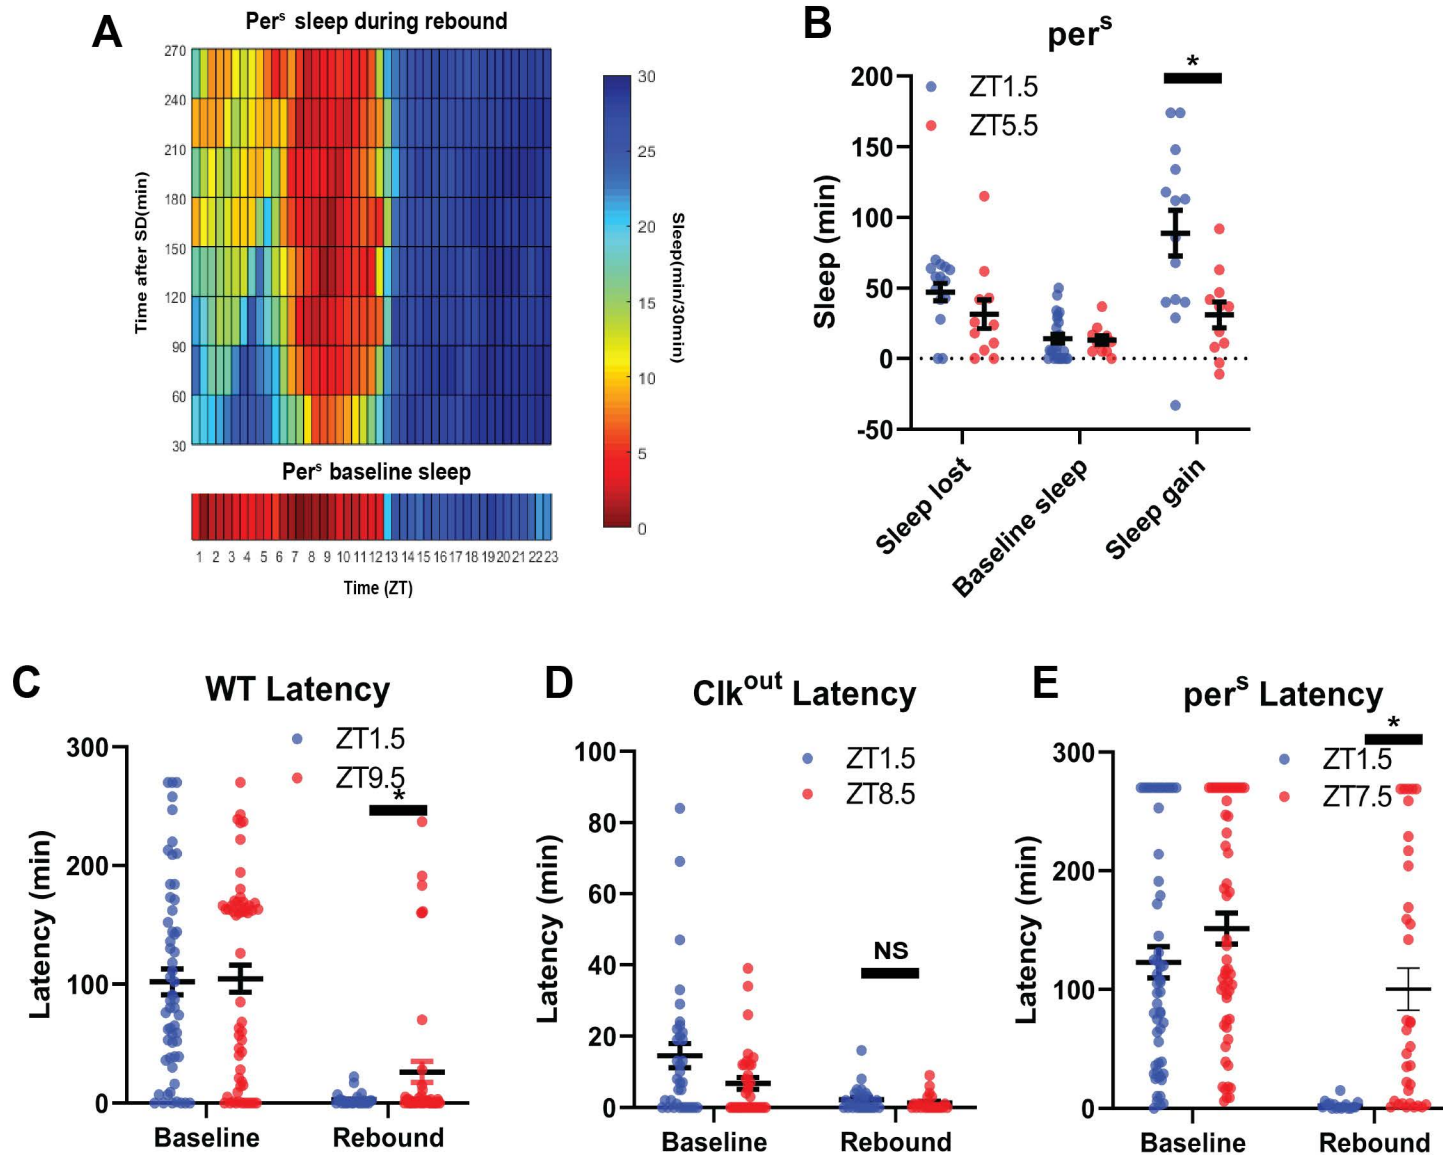 A
Perˢ sleep during rebound
270
240
210
180
150
120
90
60
30
Time after SD(min)
30
25
20
15
10
5
0
Sleep(min/30min)
Perˢ baseline sleep
1 2 3 4 5 6 7 8 9 10 11 12 13 14 15 16 17 18 19 20 21 22 23
Time (ZT)
B
perˢ
200
150
100
50
0
-50
Sleep (min)
ZT1.5
ZT5.5
*
Sleep lost
Baseline sleep
Sleep gain
C
WT Latency
ZT1.5
ZT9.5
*
300
200
100
0
Latency (min)
Baseline
Rebound
D
Clkᵒᵘᵗ Latency
ZT1.5
ZT8.5
NS
100
80
60
40
20
0
Latency (min)
Baseline
Rebound
E
perˢ Latency
*
ZT1.5
ZT7.5
300
200
100
0
Latency (min)
Baseline
Rebound